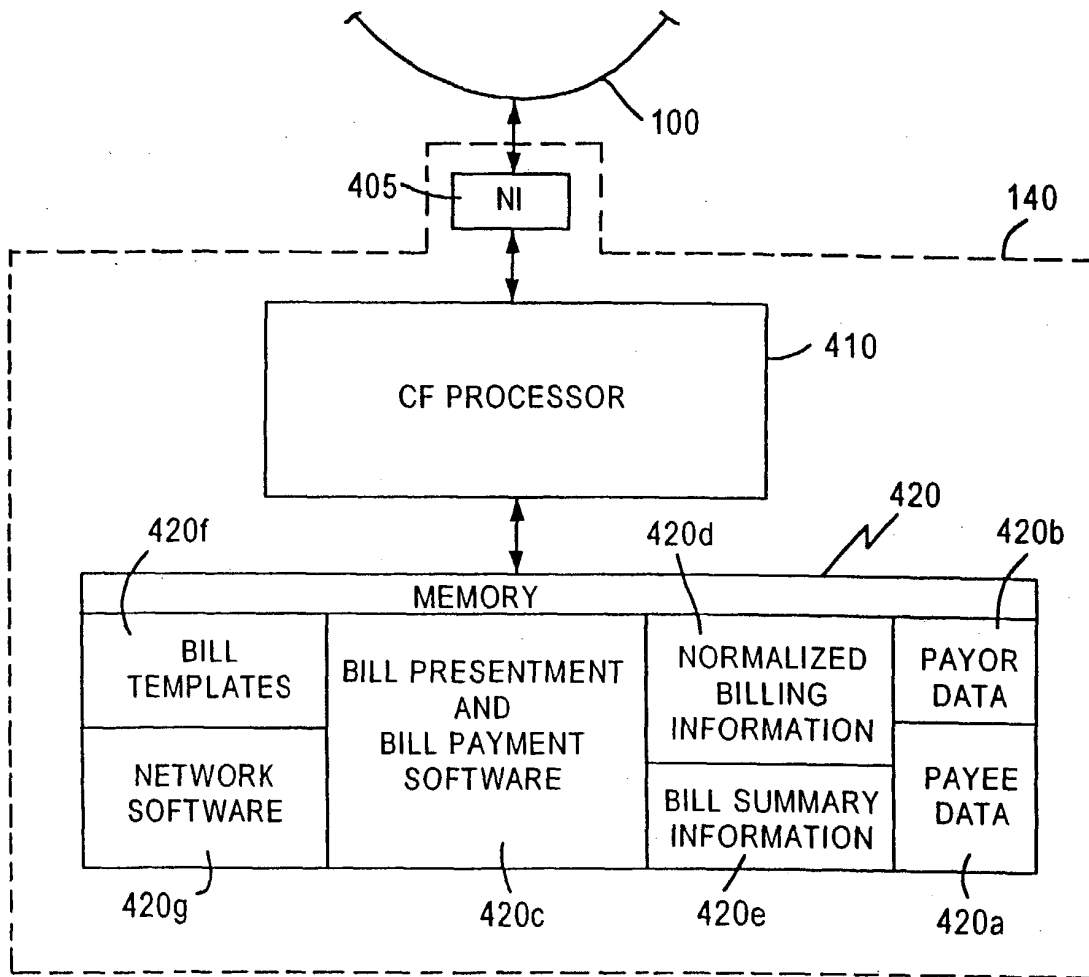 100
405
NI
140
410
CF PROCESSOR
420
420f
420d
420b
MEMORY
BILL
TEMPLATES
NETWORK
SOFTWARE
BILL PRESENTMENT
AND
BILL PAYMENT
SOFTWARE
NORMALIZED
BILLING
INFORMATION
BILL SUMMARY
INFORMATION
PAYOR
DATA
PAYEE
DATA
420g
420c
420e
420a